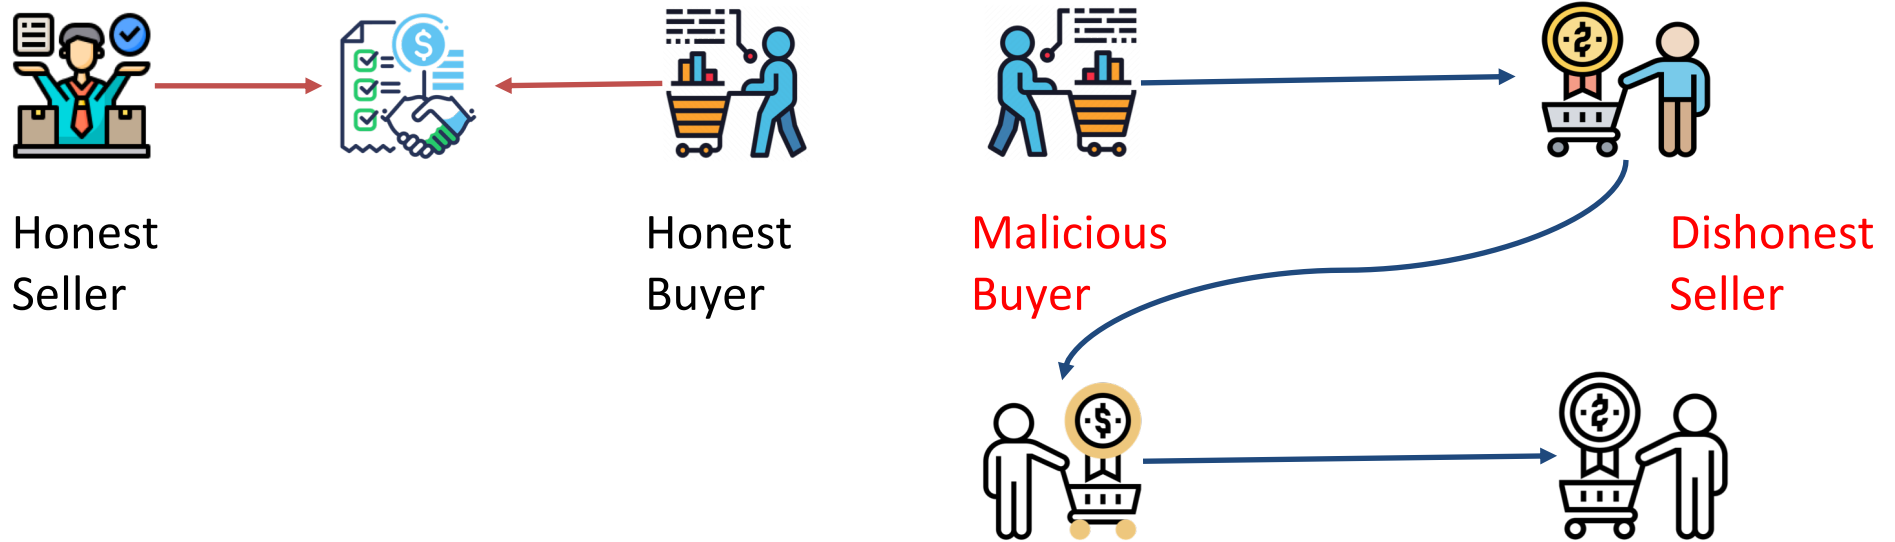 Honest
Seller
Honest
Buyer
Malicious
Buyer
Dishonest
Seller
$
$
$
$